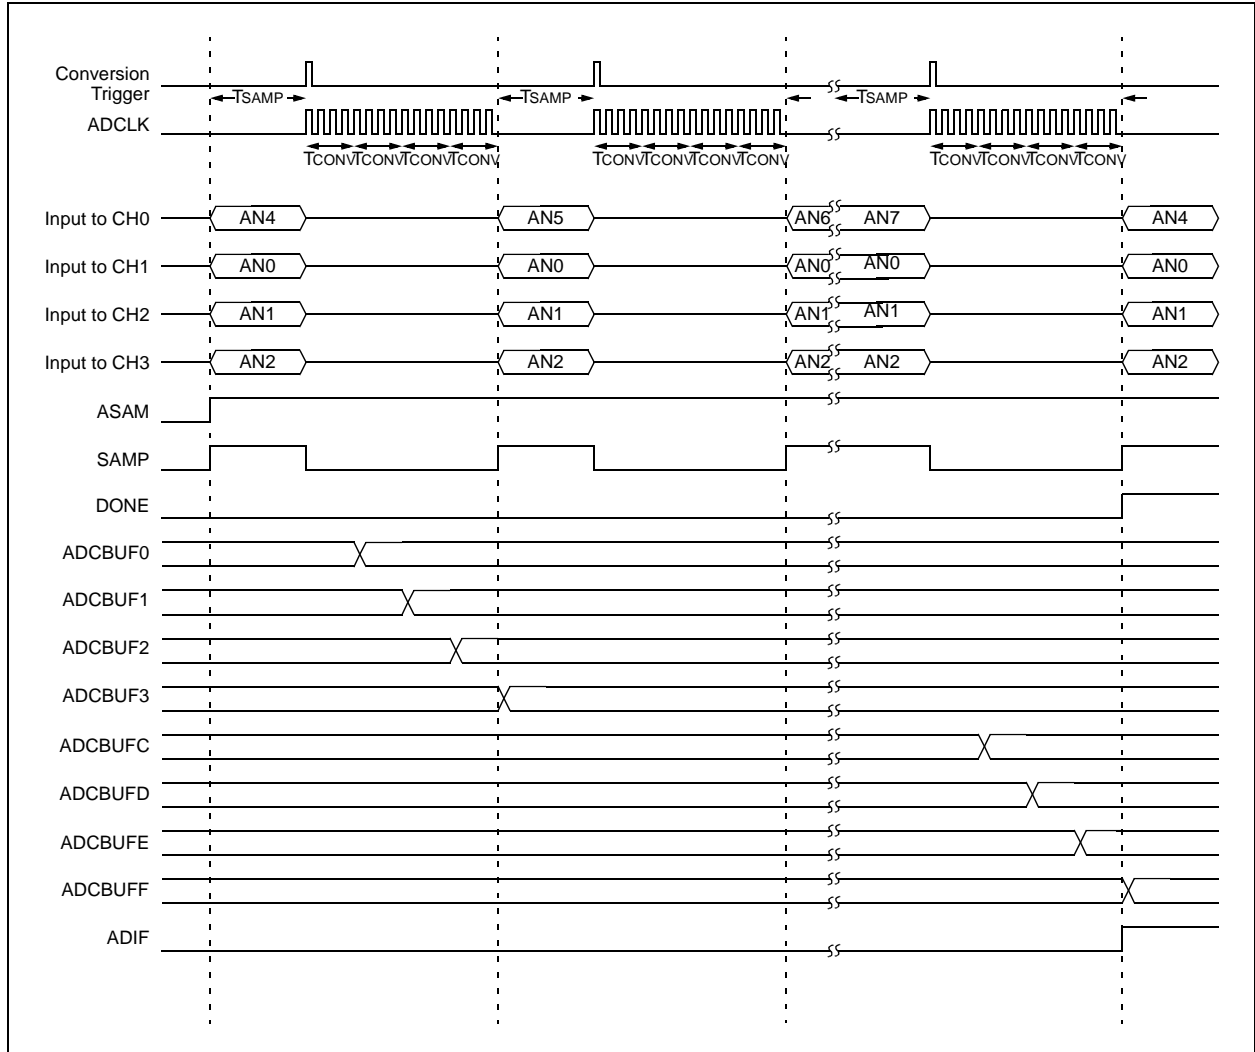 Conversion
Trigger
TSAMP TSAMP TSAMP
ADCLK
TCONV TCONV TCONV TCONV TCONV TCONV TCONV TCONV TCONV TCONV TCONV TCONV
Input to CH0 AN4 AN5 AN6 AN7 AN4
Input to CH1 AN0 AN0 AN0 AN0 AN0
Input to CH2 AN1 AN1 AN1 AN1 AN1
Input to CH3 AN2 AN2 AN2 AN2 AN2
ASAM
SAMP
DONE
ADCBUF0
ADCBUF1
ADCBUF2
ADCBUF3
ADCBUFC
ADCBUFD
ADCBUFE
ADCBUFF
ADIF